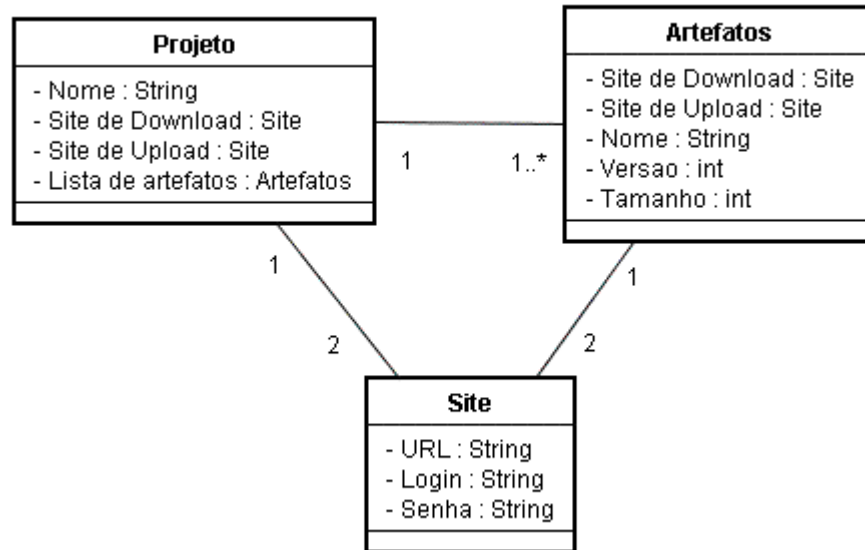 Projeto
- Nome : String
- Site de Download : Site
- Site de Upload : Site
- Lista de artefatos : Artefatos
Artefatos
- Site de Download : Site
- Site de Upload : Site
- Nome : String
- Versao : int
- Tamanho : int
1
1..*
1
2
1
2
Site
- URL : String
- Login : String
- Senha : String